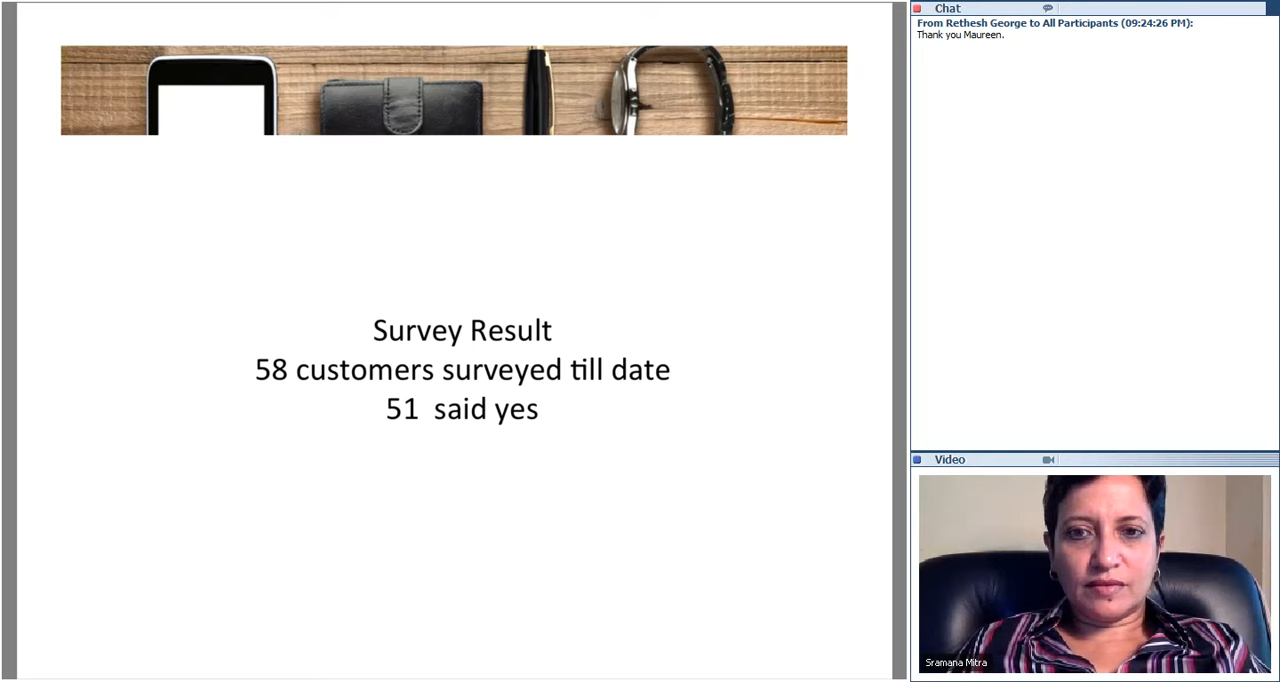 Survey Result
58 customers surveyed till date
51 said yes
Chat
From Rethesh George to All Participants (09:24:26 PM):
Thank you Maureen.
Video
Sramana Mitra